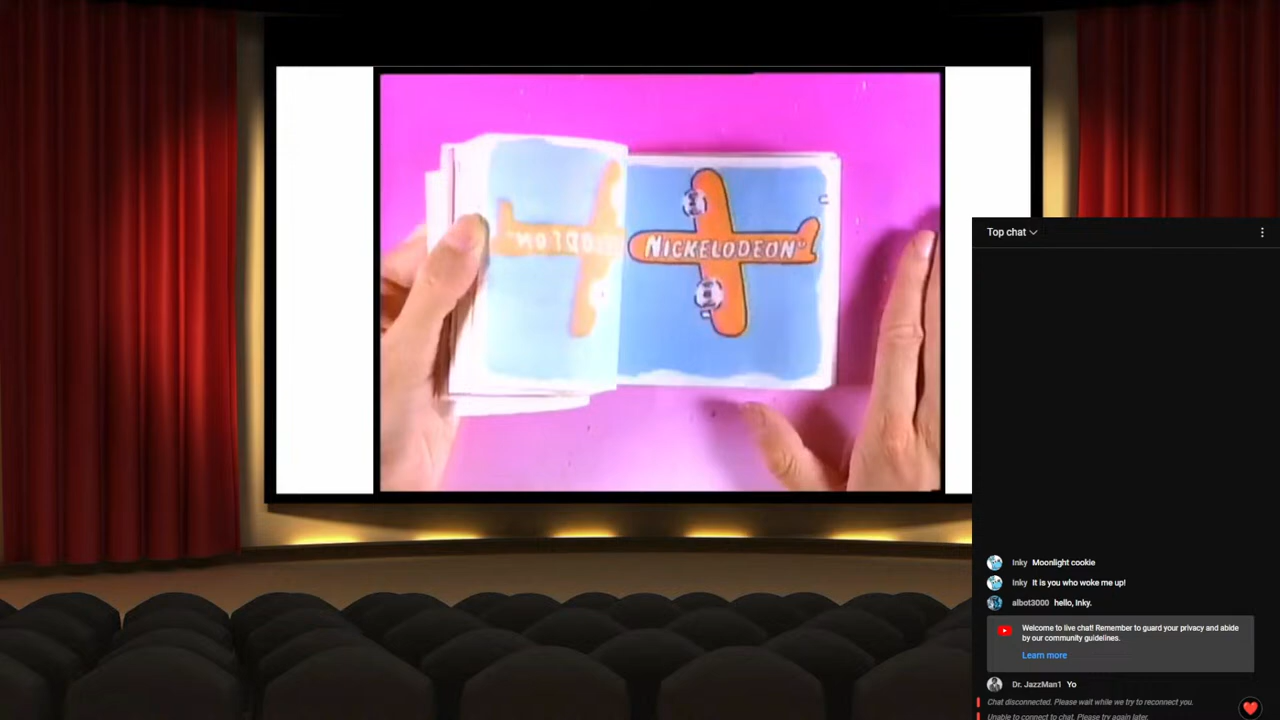 NICKELODEON
Top chat
Inky Moonlight cookie
Inky It is you who woke me up!
albot3000 hello, Inky.
Welcome to live chat! Remember to guard your privacy and abide
by our community guidelines.
Learn more
Dr. JazzMan1 Yo
Chat disconnected. Please wait while we try to reconnect you.
Unable to connect to chat. Please try again later.